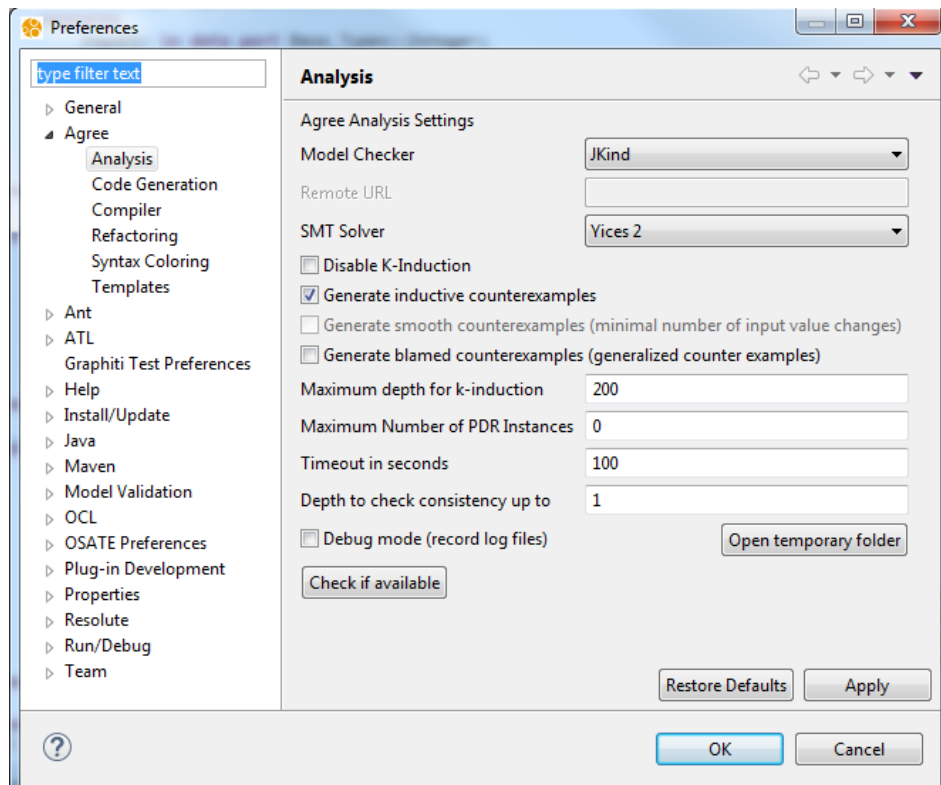 Preferences
type filter text
General
Agree
Analysis
Code Generation
Compiler
Refactoring
Syntax Coloring
Templates
Ant
ATL
Graphiti Test Preferences
Help
Install/Update
Java
Maven
Model Validation
OCL
OSATE Preferences
Plug-in Development
Properties
Resolute
Run/Debug
Team
Analysis
Agree Analysis Settings
Model Checker JKind
Remote URL
SMT Solver Yices 2
Disable K-Induction
Generate inductive counterexamples
Generate smooth counterexamples (minimal number of input value changes)
Generate blamed counterexamples (generalized counter examples)
Maximum depth for k-induction 200
Maximum Number of PDR Instances 0
Timeout in seconds 100
Depth to check consistency up to 1
Debug mode (record log files) Open temporary folder
Check if available
Restore Defaults Apply
? OK Cancel